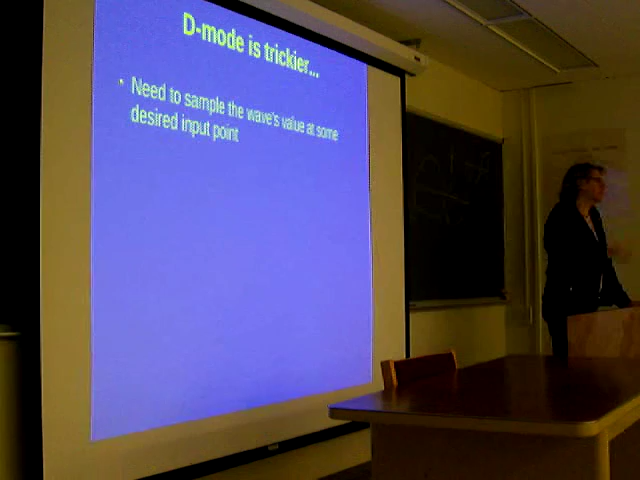 D-mode is trickier...
• Need to sample the wave's value at some
desired input point